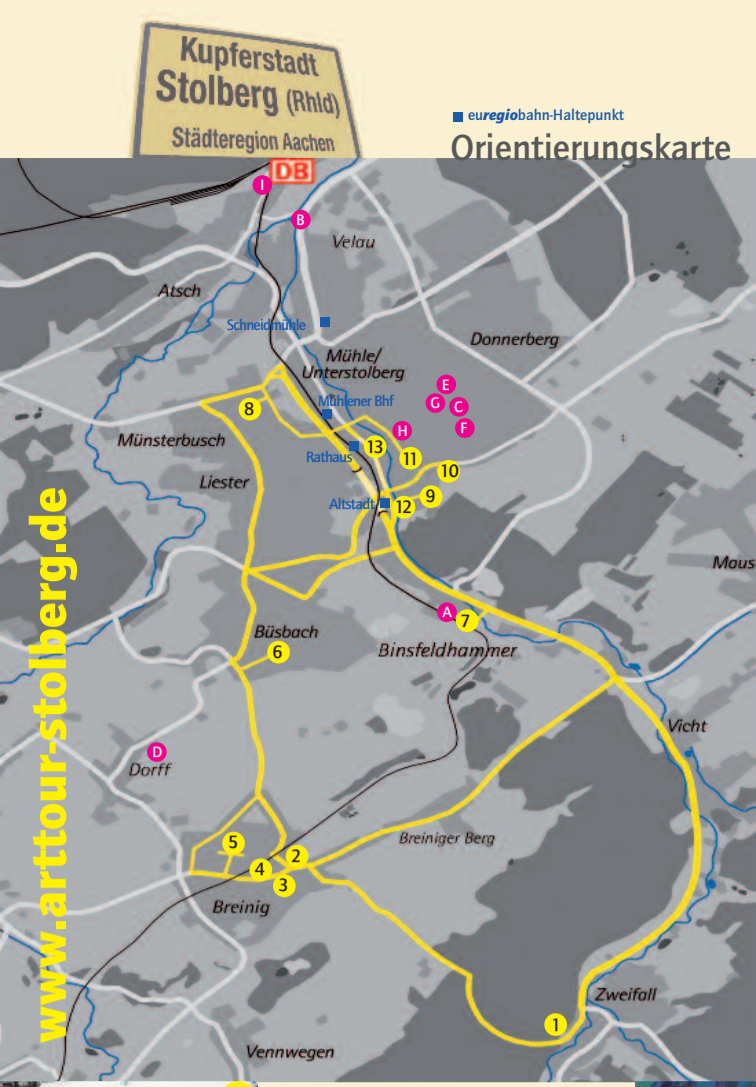 Kupferstadt
Stolberg (Rhld)
Städteregion Aachen
euregiobahn-Haltepunkt
Orientierungskarte
DB
I
B
Velau
Atsch
Schneidmühle
Donnerberg
Mühle/
Unterstolberg
E
G
C
Mühlener Bhf
8
F
H
Münsterbusch
13
Rathaus
11
10
Liester
9
Altstadt
12
Maus
A
7
Büsbach
Binsfeldhammer
6
Vicht
D
Dorff
Breiniger Berg
5
2
4
3
Breinig
Zweifall
1
Vennwegen
www.arttour-stolberg.de